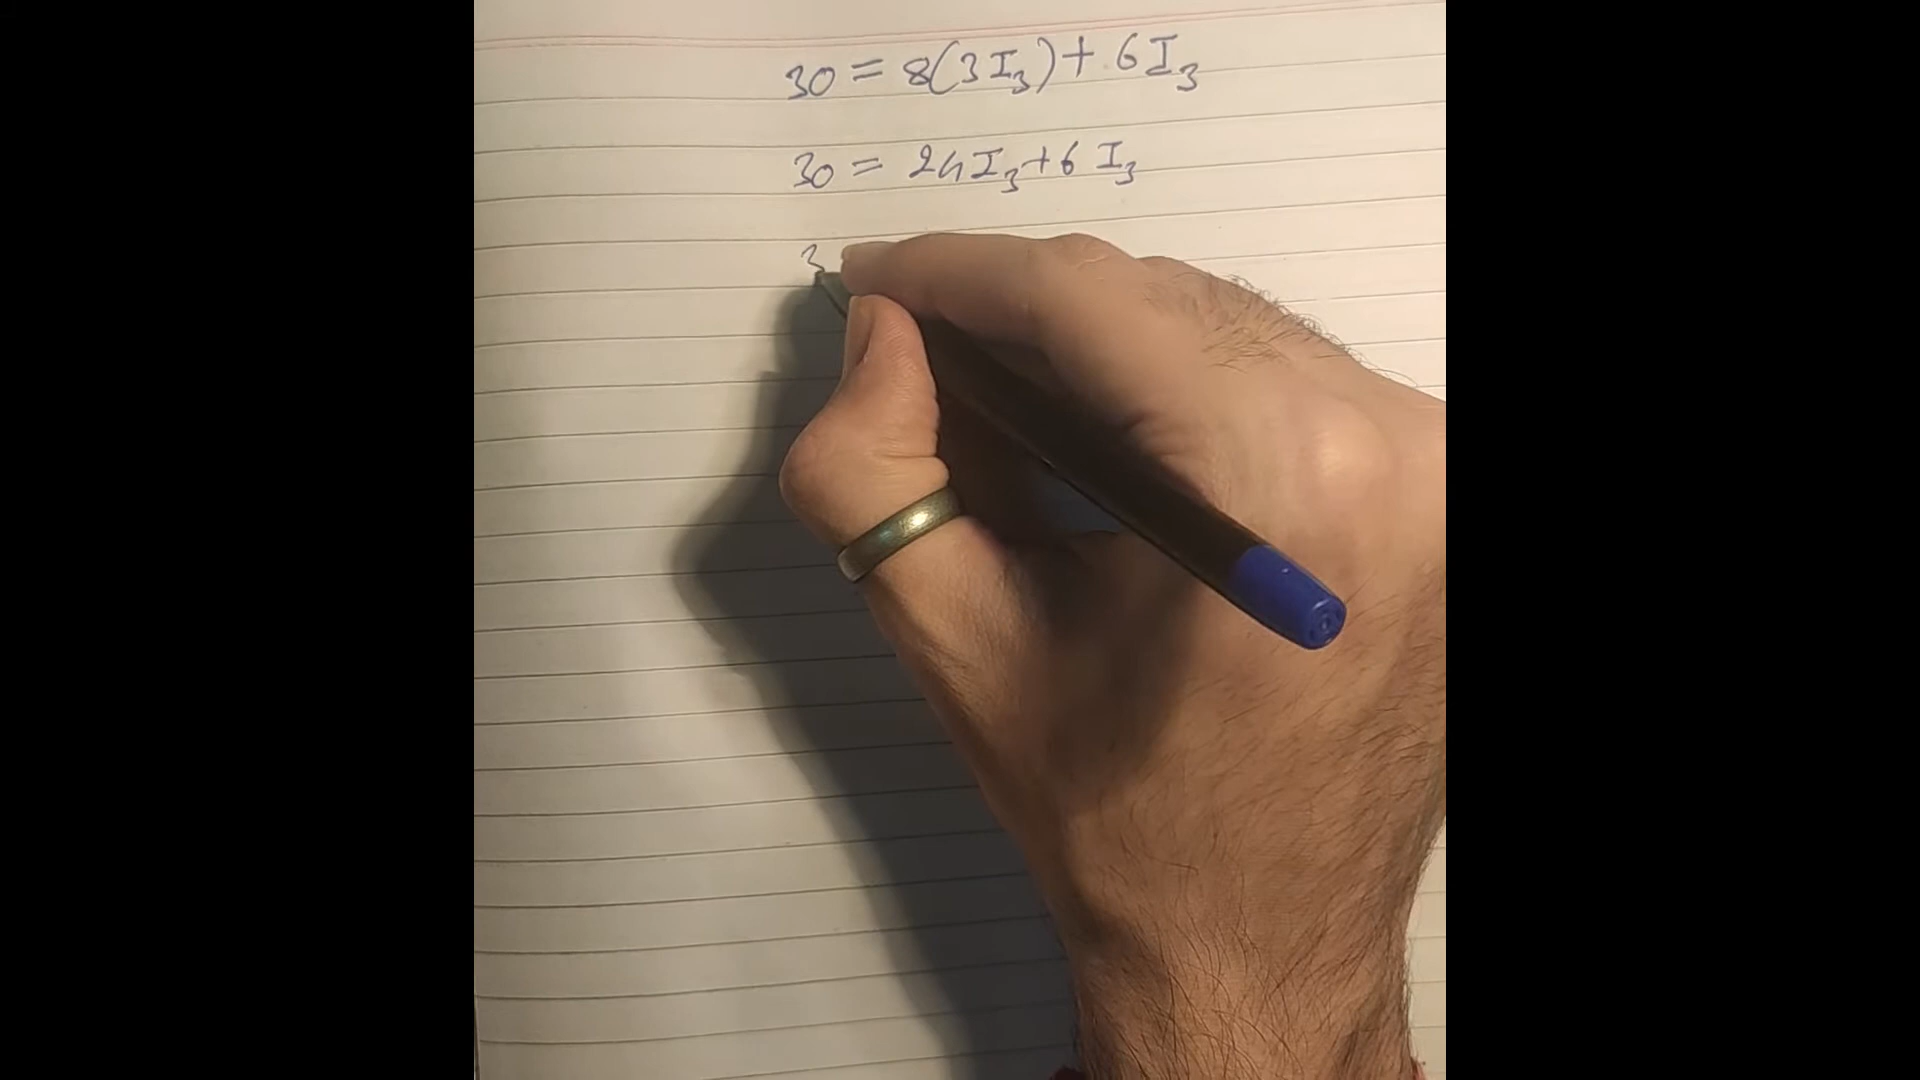 30 = 8(3I₃) + 6I₃
30 = 24I₃ + 6I₃
3